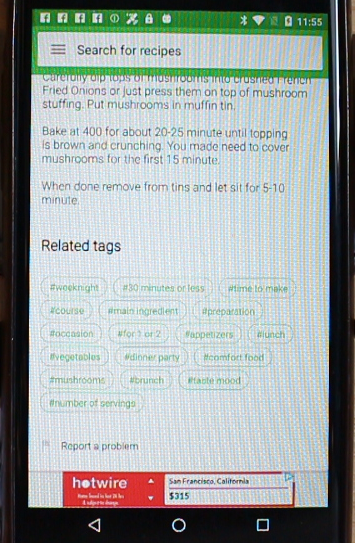 11:55
Search for recipes
Carefully dip tops of mushrooms into crushed French
Fried Onions or just press them on top of mushroom
stuffing. Put mushrooms in muffin tin.
Bake at 400 for about 20-25 minute until topping
is brown and crunching. You made need to cover
mushrooms for the first 15 minute.
When done remove from tins and let sit for 5-10
minute.
Related tags
#weeknight #30 minutes or less #time to make
#course #main ingredient #preparation
#occasion #for 1 or 2 #appetizers #lunch
#vegetables #dinner party #comfort food
#mushrooms #brunch #taste mood
#number of servings
Report a problem
hotwire
San Francisco, California
$315